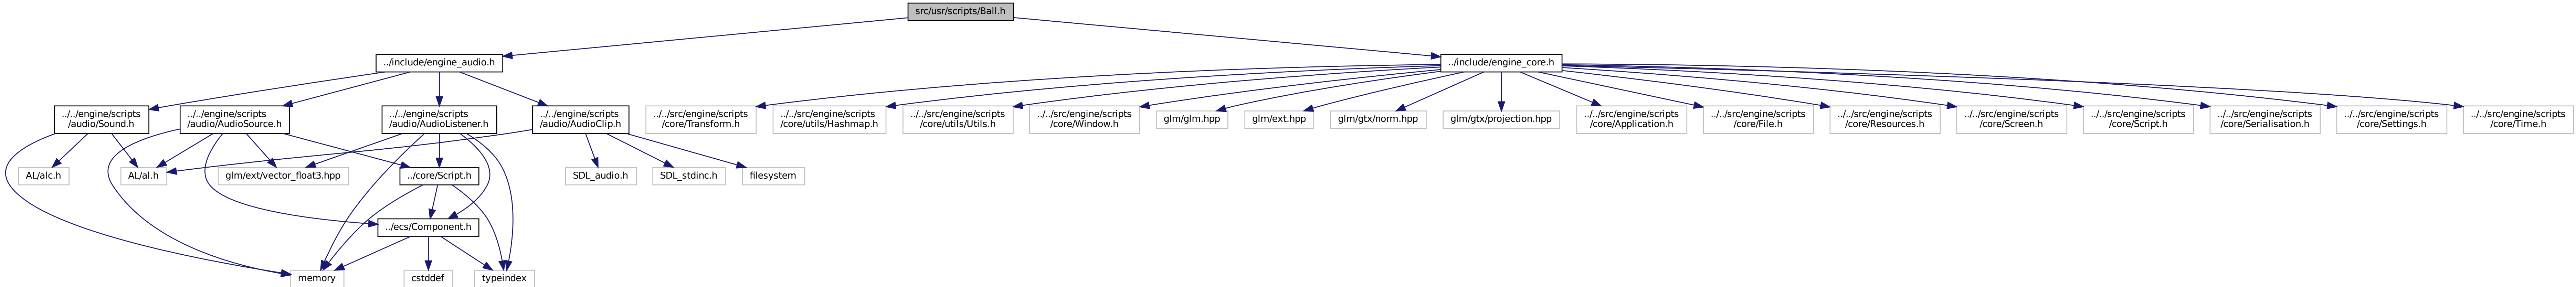 src/usr/scripts/Ball.h
../include/engine_audio.h
../include/engine_core.h
../../engine/scripts
/audio/Sound.h
../../engine/scripts
/audio/AudioSource.h
../../engine/scripts
/audio/AudioListener.h
../../engine/scripts
/audio/AudioClip.h
../../src/engine/scripts
/core/Transform.h
../../src/engine/scripts
/core/utils/Hashmap.h
../../src/engine/scripts
/core/utils/Utils.h
../../src/engine/scripts
/core/Window.h
glm/glm.hpp
glm/ext.hpp
glm/gtx/norm.hpp
glm/gtx/projection.hpp
../../src/engine/scripts
/core/Application.h
../../src/engine/scripts
/core/File.h
../../src/engine/scripts
/core/Resources.h
../../src/engine/scripts
/core/Screen.h
../../src/engine/scripts
/core/Script.h
../../src/engine/scripts
/core/Serialisation.h
../../src/engine/scripts
/core/Settings.h
../../src/engine/scripts
/core/Time.h
AL/alc.h
AL/al.h
glm/ext/vector_float3.hpp
../core/Script.h
SDL_audio.h
SDL_stdinc.h
filesystem
../ecs/Component.h
memory
cstddef
typeindex